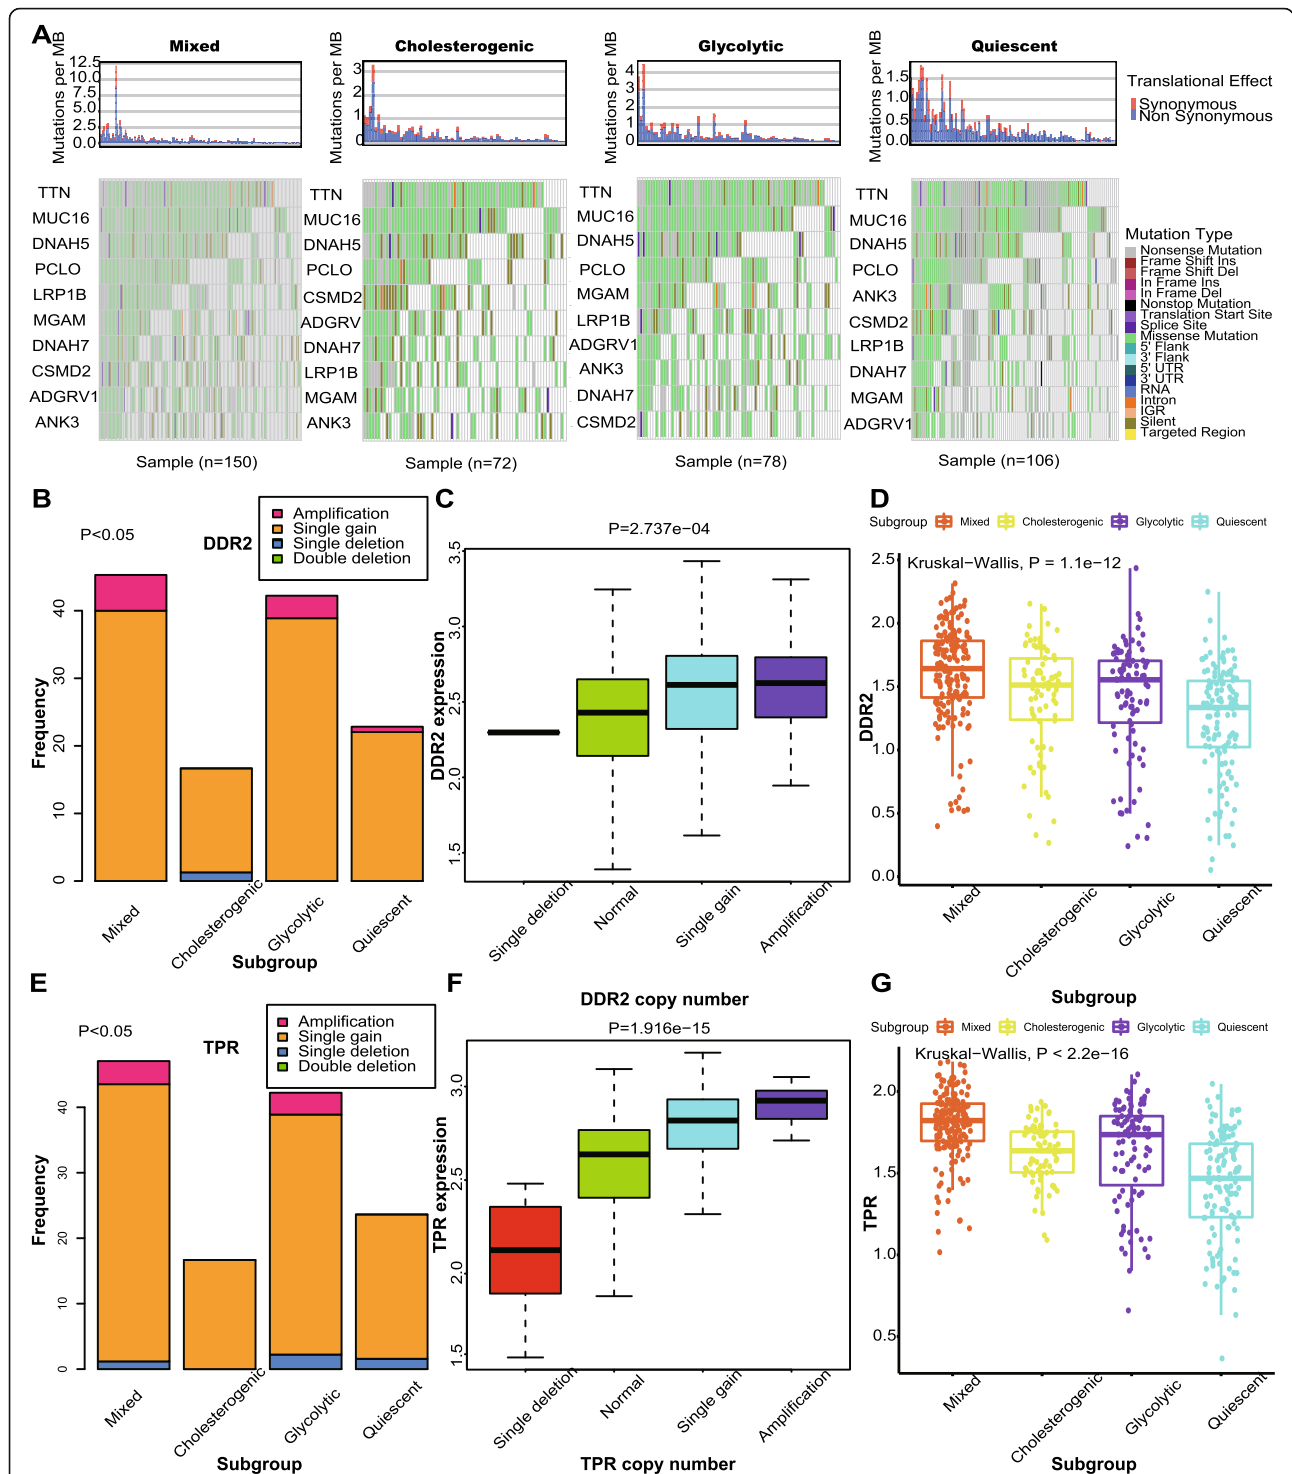 A
Mixed
Cholesterogenic
Glycolytic
Quiescent
Mutations per MB
12.5
10.0
7.5
5.0
2.5
0.0
Mutations per MB
3
2
1
0
Mutations per MB
4
3
2
1
0
Mutations per MB
1.5
1.0
0.5
0.0
Translational Effect
Synonymous
Non Synonymous
TTN
MUC16
DNAH5
PCLO
LRP1B
MGAM
DNAH7
CSMD2
ADGRV1
ANK3
Sample (n=150)
TTN
MUC16
DNAH5
PCLO
CSMD2
ADGRV
DNAH7
LRP1B
MGAM
ANK3
Sample (n=72)
TTN
MUC16
DNAH5
PCLO
MGAM
LRP1B
ADGRV1
ANK3
DNAH7
CSMD2
Sample (n=78)
TTN
MUC16
DNAH5
PCLO
ANK3
CSMD2
LRP1B
DNAH7
MGAM
ADGRV1
Sample (n=106)
Mutation Type
Nonsense Mutation
Frame Shift Ins
Frame Shift Del
In Frame Ins
In Frame Del
Nonstop Mutation
Translation Start Site
Splice Site
Missense Mutation
5' Flank
3' Flank
5' UTR
3' UTR
RNA
Intron
IGR
Silent
Targeted Region
B
P<0.05
DDR2
Amplification
Single gain
Single deletion
Double deletion
Frequency
40
30
20
10
0
Mixed
Cholesterogenic
Glycolytic
Quiescent
Subgroup
C
P=2.737e−04
DDR2 expression
3.5
3.0
2.5
2.0
1.5
Single deletion
Normal
Single gain
Amplification
DDR2 copy number
D
Subgroup Mixed Cholesterogenic Glycolytic Quiescent
Kruskal−Wallis, P = 1.1e−12
DDR2
2.5
2.0
1.5
1.0
0.5
0.0
Mixed
Cholesterogenic
Glycolytic
Quiescent
Subgroup
E
P<0.05
TPR
Amplification
Single gain
Single deletion
Double deletion
Frequency
40
30
20
10
0
Mixed
Cholesterogenic
Glycolytic
Quiescent
Subgroup
F
P=1.916e−15
TPR expression
3.0
2.5
2.0
1.5
Single deletion
Normal
Single gain
Amplification
TPR copy number
G
Subgroup Mixed Cholesterogenic Glycolytic Quiescent
Kruskal−Wallis, P < 2.2e−16
TPR
2.0
1.5
1.0
0.5
Mixed
Cholesterogenic
Glycolytic
Quiescent
Subgroup